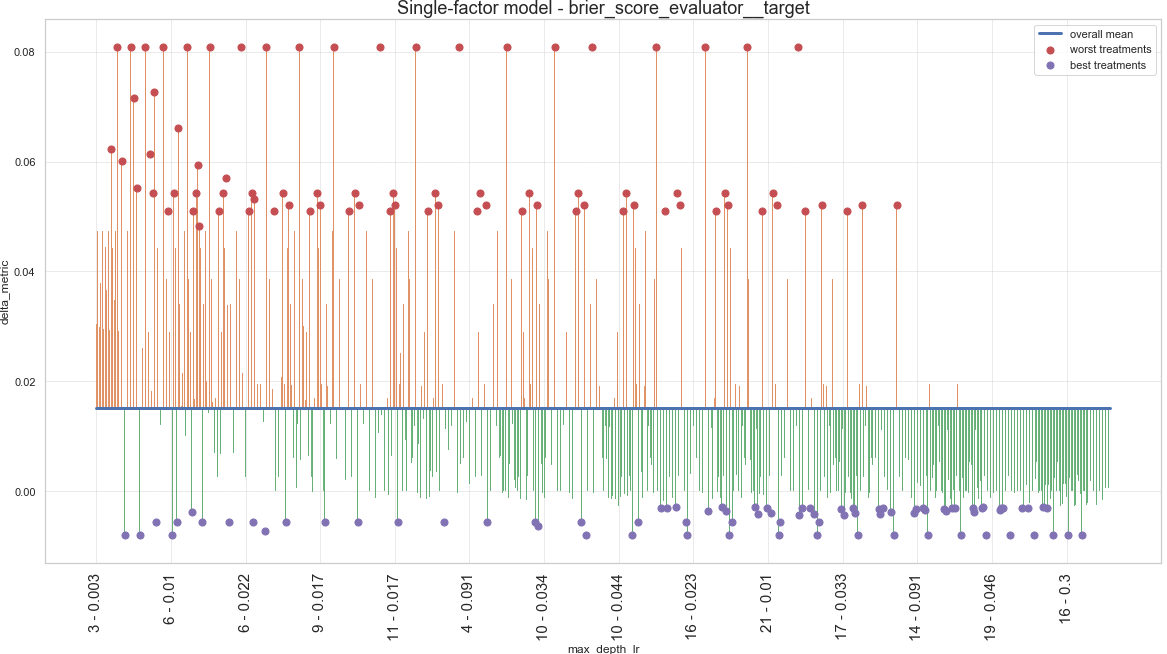 Single-factor model - brier_score_evaluator__target
overall mean
worst treatments
best treatments
delta_metric
0.08
0.06
0.04
0.02
0.00
3 - 0.003
6 - 0.01
6 - 0.022
9 - 0.017
11 - 0.017
4 - 0.091
10 - 0.034
10 - 0.044
16 - 0.023
21 - 0.01
17 - 0.033
14 - 0.091
19 - 0.046
16 - 0.3
max_depth_lr